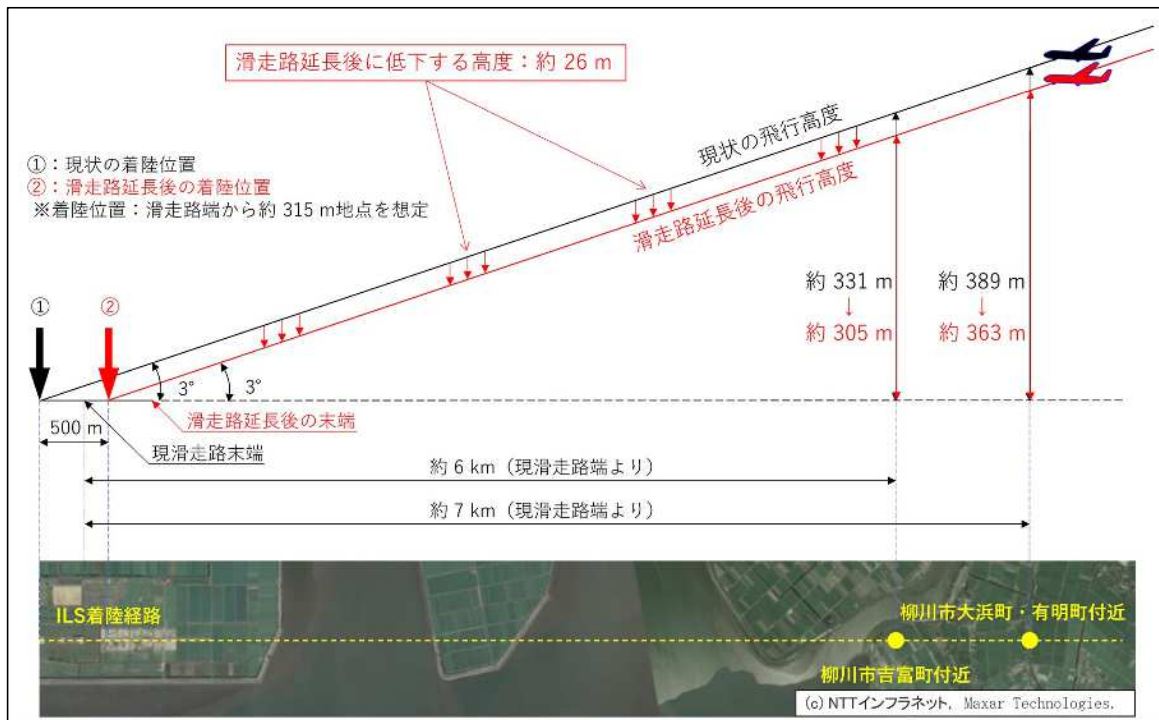 滑走路延長後に低下する高度：約 26 m
現状の飛行高度
滑走路延長後の飛行高度
①：現状の着陸位置
②：滑走路延長後の着陸位置
※着陸位置：滑走路端から約 315 m地点を想定
約 331 m
↓
約 305 m
約 389 m
↓
約 363 m
①
②
3°
3°
滑走路延長後の末端
500 m
現滑走路末端
約 6 km（現滑走路端より）
約 7 km（現滑走路端より）
ILS着陸経路
柳川市大浜町・有明町付近
柳川市吉富町付近
(c) NTTインフラネット, Maxar Technologies.